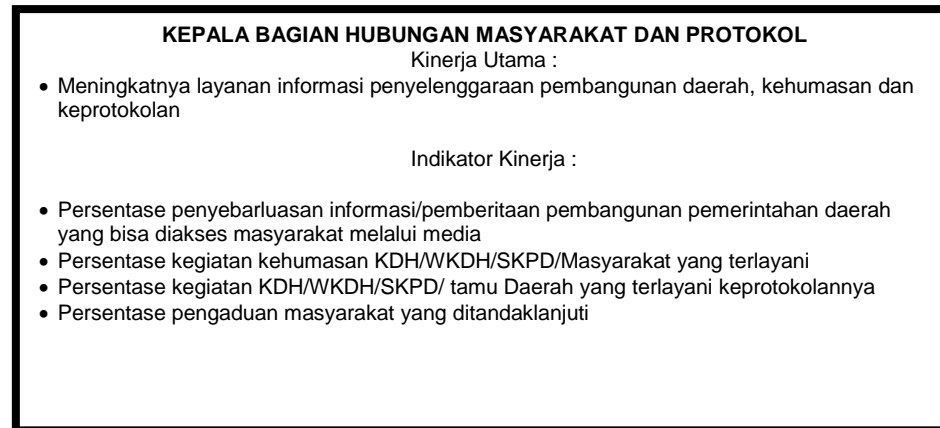 KEPALA BAGIAN HUBUNGAN MASYARAKAT DAN PROTOKOL
Kinerja Utama :
• Meningkatnya layanan informasi penyelenggaraan pembangunan daerah, kehumasan dan
keprotokolan
Indikator Kinerja :
• Persentase penyebarluasan informasi/pemberitaan pembangunan pemerintahan daerah
yang bisa diakses masyarakat melalui media
• Persentase kegiatan kehumasan KDH/WKDH/SKPD/Masyarakat yang terlayani
• Persentase kegiatan KDH/WKDH/SKPD/ tamu Daerah yang terlayani keprotokolannya
• Persentase pengaduan masyarakat yang ditandaklanjuti